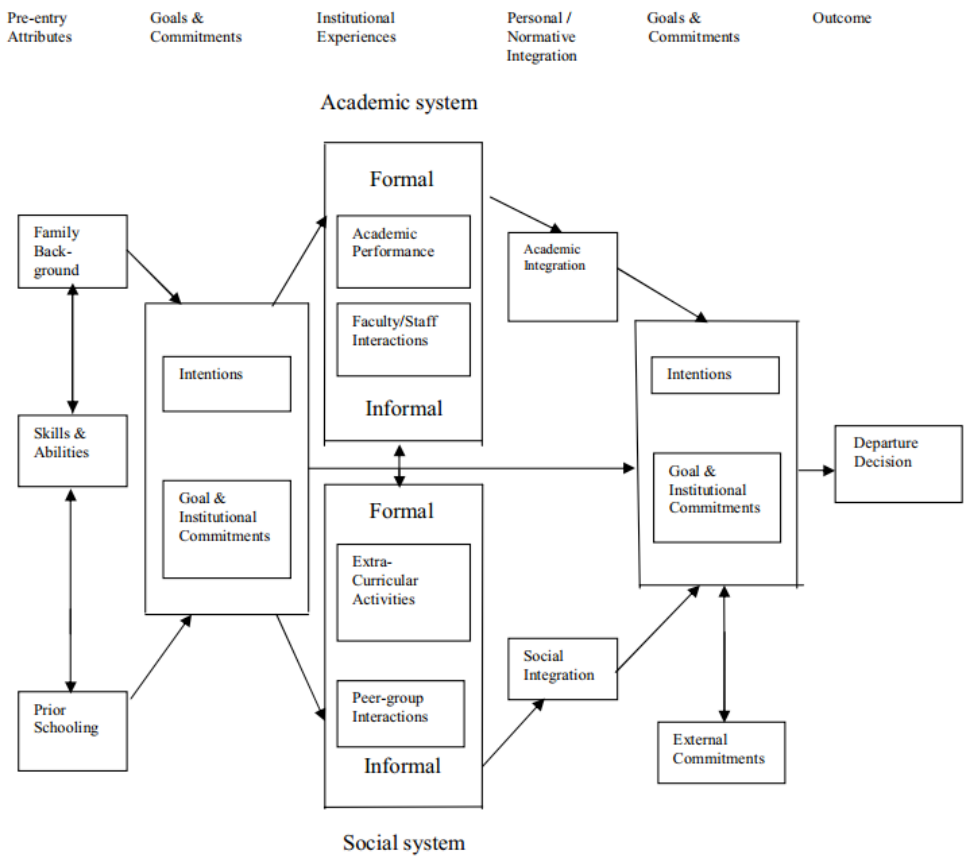 Pre-entry
Attributes
Goals &
Commitments
Institutional
Experiences
Personal /
Normative
Integration
Goals &
Commitments
Outcome
Academic system
Formal
Academic
Performance
Faculty/Staff
Interactions
Informal
Family
Back-
ground
Skills &
Abilities
Prior
Schooling
Intentions
Goal &
Institutional
Commitments
Formal
Extra-
Curricular
Activities
Peer-group
Interactions
Informal
Social system
Academic
Integration
Social
Integration
Intentions
Goal &
Institutional
Commitments
External
Commitments
Departure
Decision